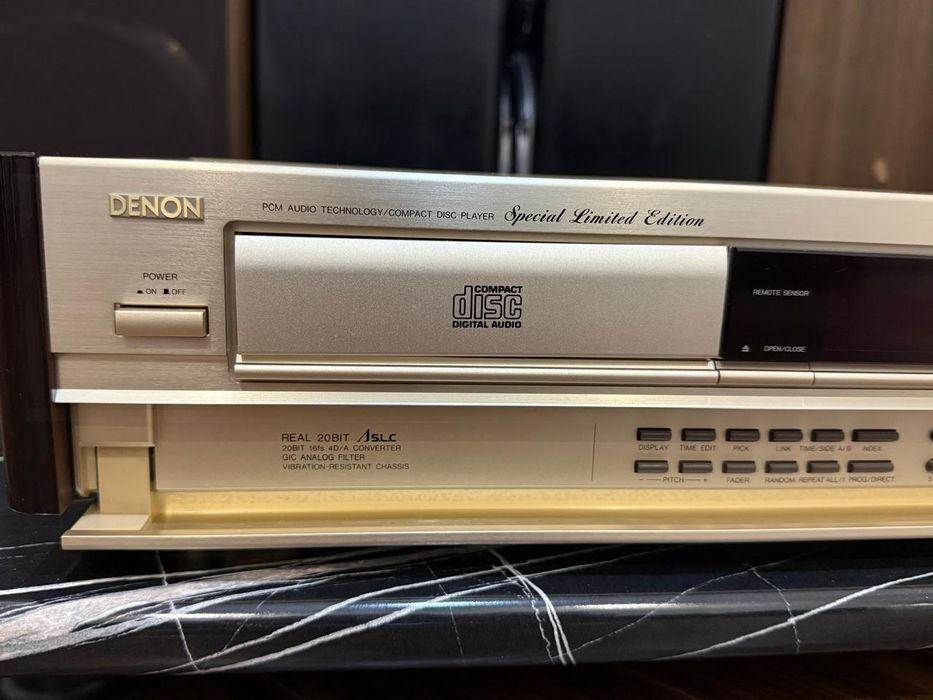 DENON
PCM AUDIO TECHNOLOGY/COMPACT DISC PLAYER Special Limited Edition
POWER
ON OFF
COMPACT
disc
DIGITAL AUDIO
REMOTE SENSOR
OPEN/CLOSE
REAL 20BIT ΛS.L.C
20BIT 16fs 4D/A CONVERTER
GIC ANALOG FILTER
VIBRATION-RESISTANT CHASSIS
DISPLAY TIME EDIT PICK LINK TIME/SIDE A/B INDEX
− PITCH + FADER RANDOM REPEAT ALL/1 PROG/DIRECT